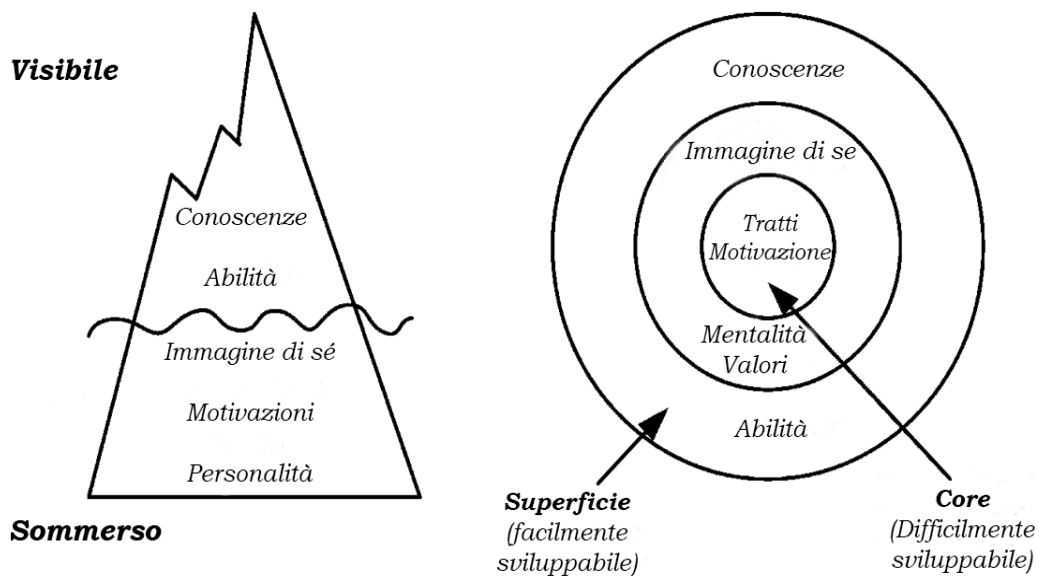 Visibile
Conoscenze
Abilità
Immagine di sé
Motivazioni
Personalità
Sommerso
Conoscenze
Immagine di se
Tratti
Motivazione
Mentalità
Valori
Abilità
Superficie
(facilmente
sviluppabile)
Core
(Difficilmente
sviluppabile)